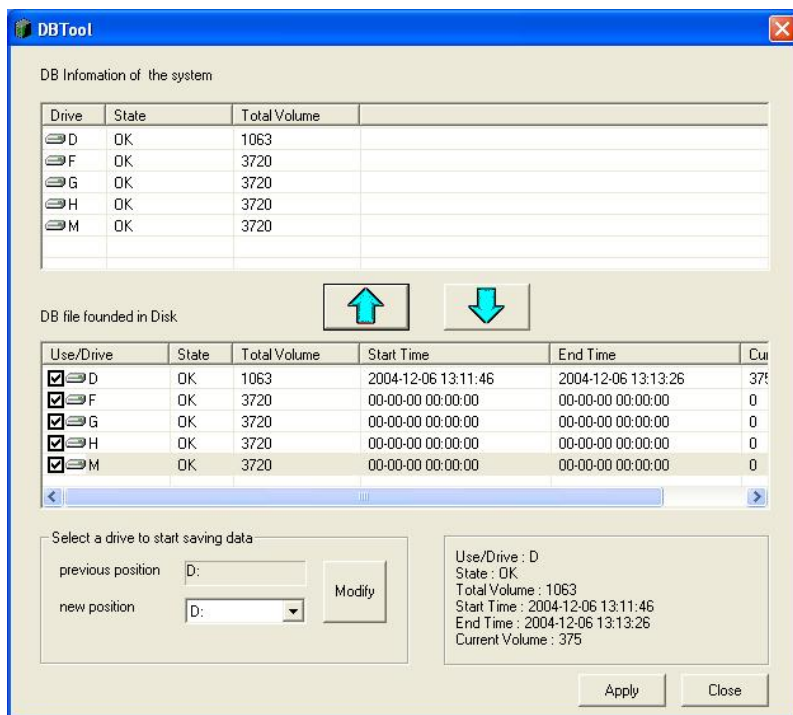 DBTool
DB Infomation of the system
Drive State Total Volume
D OK 1063
F OK 3720
G OK 3720
H OK 3720
M OK 3720
DB file founded in Disk
Use/Drive State Total Volume Start Time End Time
D OK 1063 2004-12-06 13:11:46 2004-12-06 13:13:26 375
F OK 3720 00-00-00 00:00:00 00-00-00 00:00:00 0
G OK 3720 00-00-00 00:00:00 00-00-00 00:00:00 0
H OK 3720 00-00-00 00:00:00 00-00-00 00:00:00 0
M OK 3720 00-00-00 00:00:00 00-00-00 00:00:00 0
Select a drive to start saving data
previous position D:
new position D:
Modify
Use/Drive : D
State : OK
Total Volume : 1063
Start Time : 2004-12-06 13:11:46
End Time : 2004-12-06 13:13:26
Current Volume : 375
Apply Close